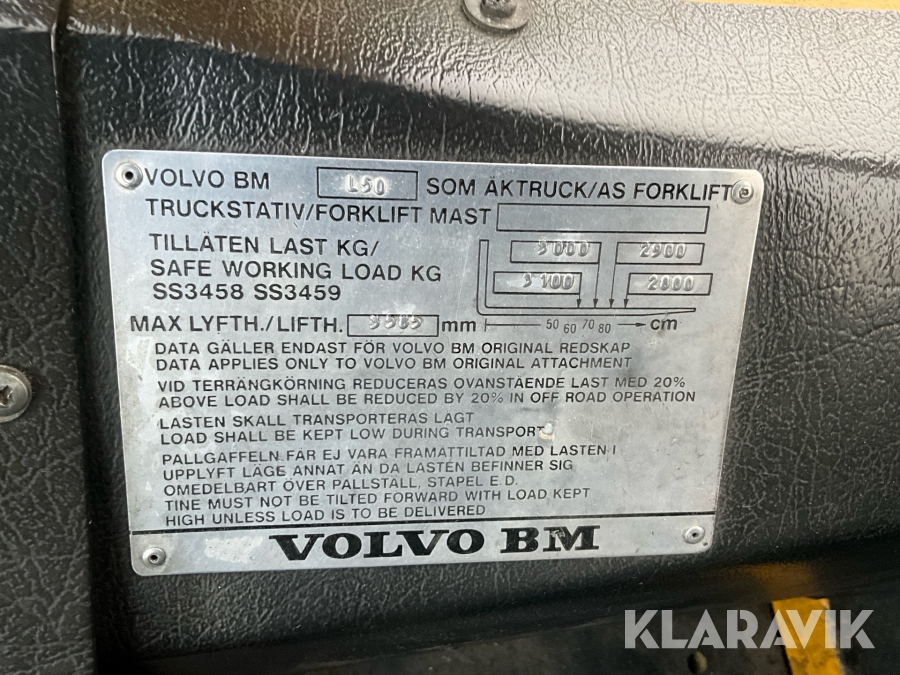 VOLVO BM L50 SOM ÅKTRUCK/AS FORKLIFT
TRUCKSTATIV/FORKLIFT MAST
TILLÅTEN LAST KG/
SAFE WORKING LOAD KG
SS3458 SS3459
3000 2900
3100 2800
MAX LYFTH./LIFTH. mm
50 60 70 80 cm
DATA GÄLLER ENDAST FÖR VOLVO BM ORIGINAL REDSKAP
DATA APPLIES ONLY TO VOLVO BM ORIGINAL ATTACHMENT
VID TERRÄNGKÖRNING REDUCERAS OVANSTÅENDE LAST MED 20%
ABOVE LOAD SHALL BE REDUCED BY 20% IN OFF ROAD OPERATION
LASTEN SKALL TRANSPORTERAS LÅGT
LOAD SHALL BE KEPT LOW DURING TRANSPORT
PALLGAFFELN FÅR EJ VARA FRAMÅTTILTAD MED LASTEN I
UPPLYFT LÄGE ANNAT ÄN DÅ LASTEN BEFINNER SIG
OMEDELBART ÖVER PALLSTÄLL, STAPEL E.D.
TINE MUST NOT BE TILTED FORWARD WITH LOAD KEPT
HIGH UNLESS LOAD IS TO BE DELIVERED
VOLVO BM
KLARAVIK